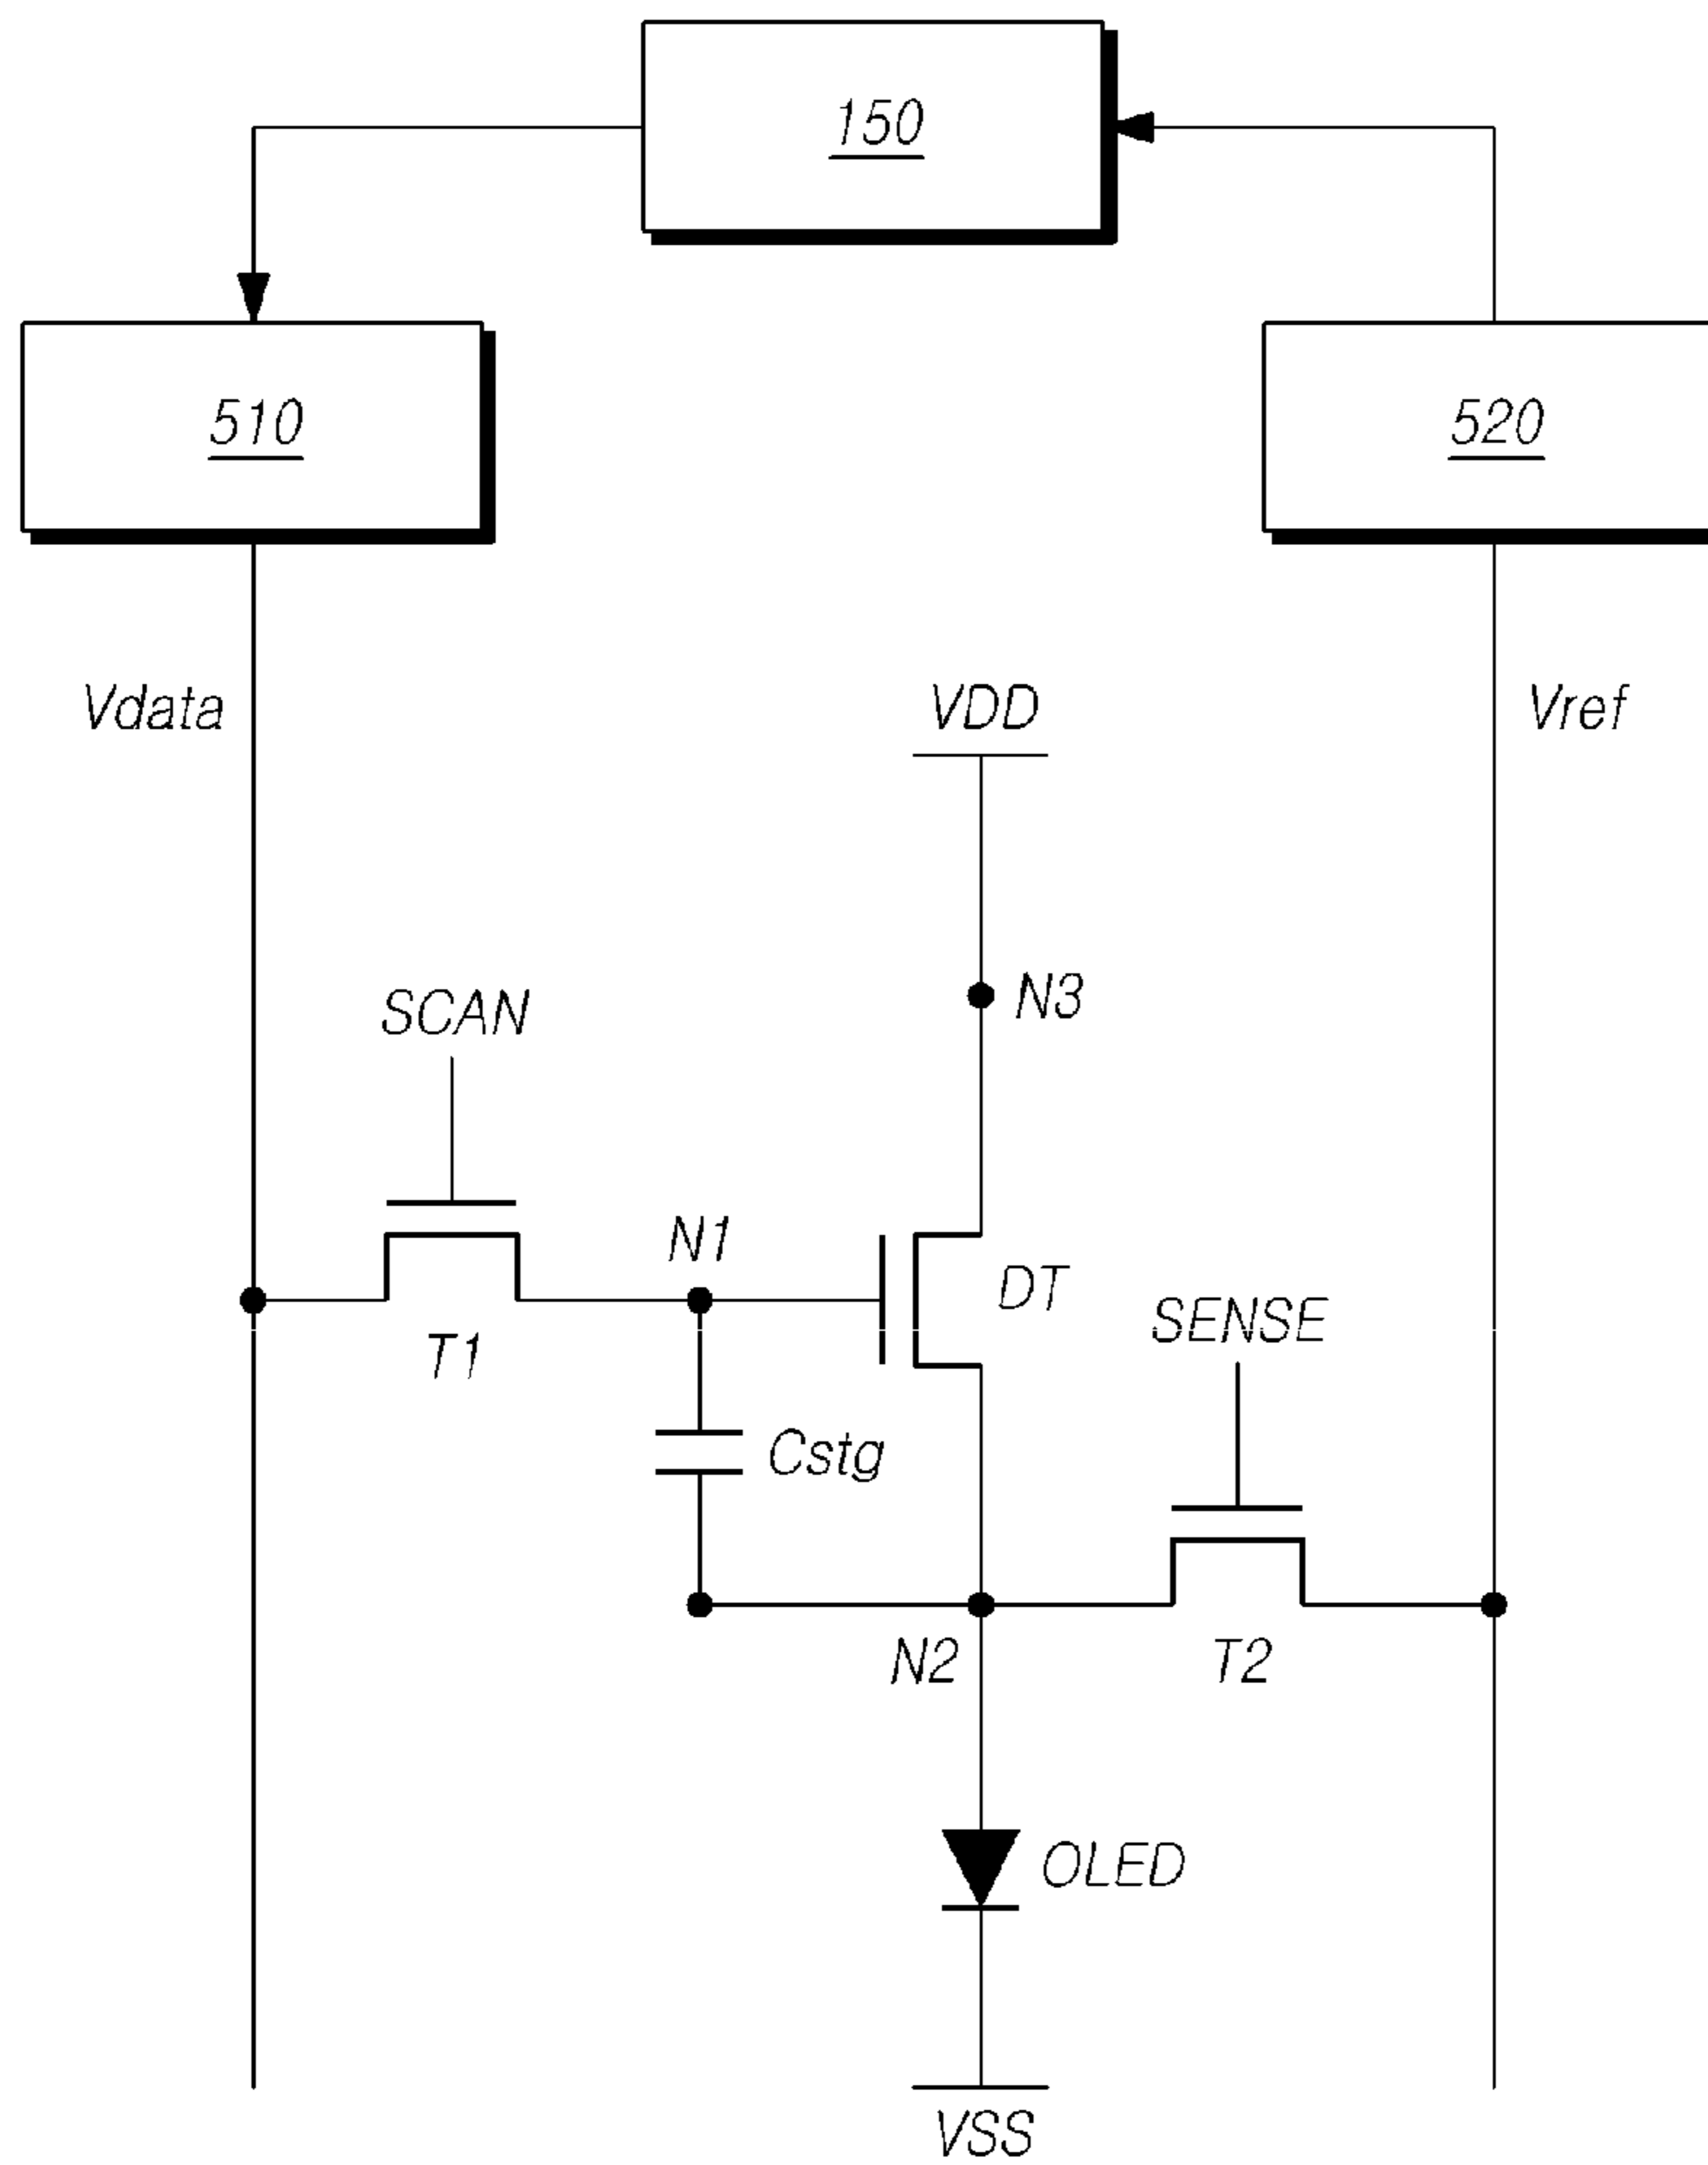 150
510
520
Vdata
VDD
Vref
N3
SCAN
N1
DT
SENSE
T1
Cstg
N2
T2
OLED
VSS